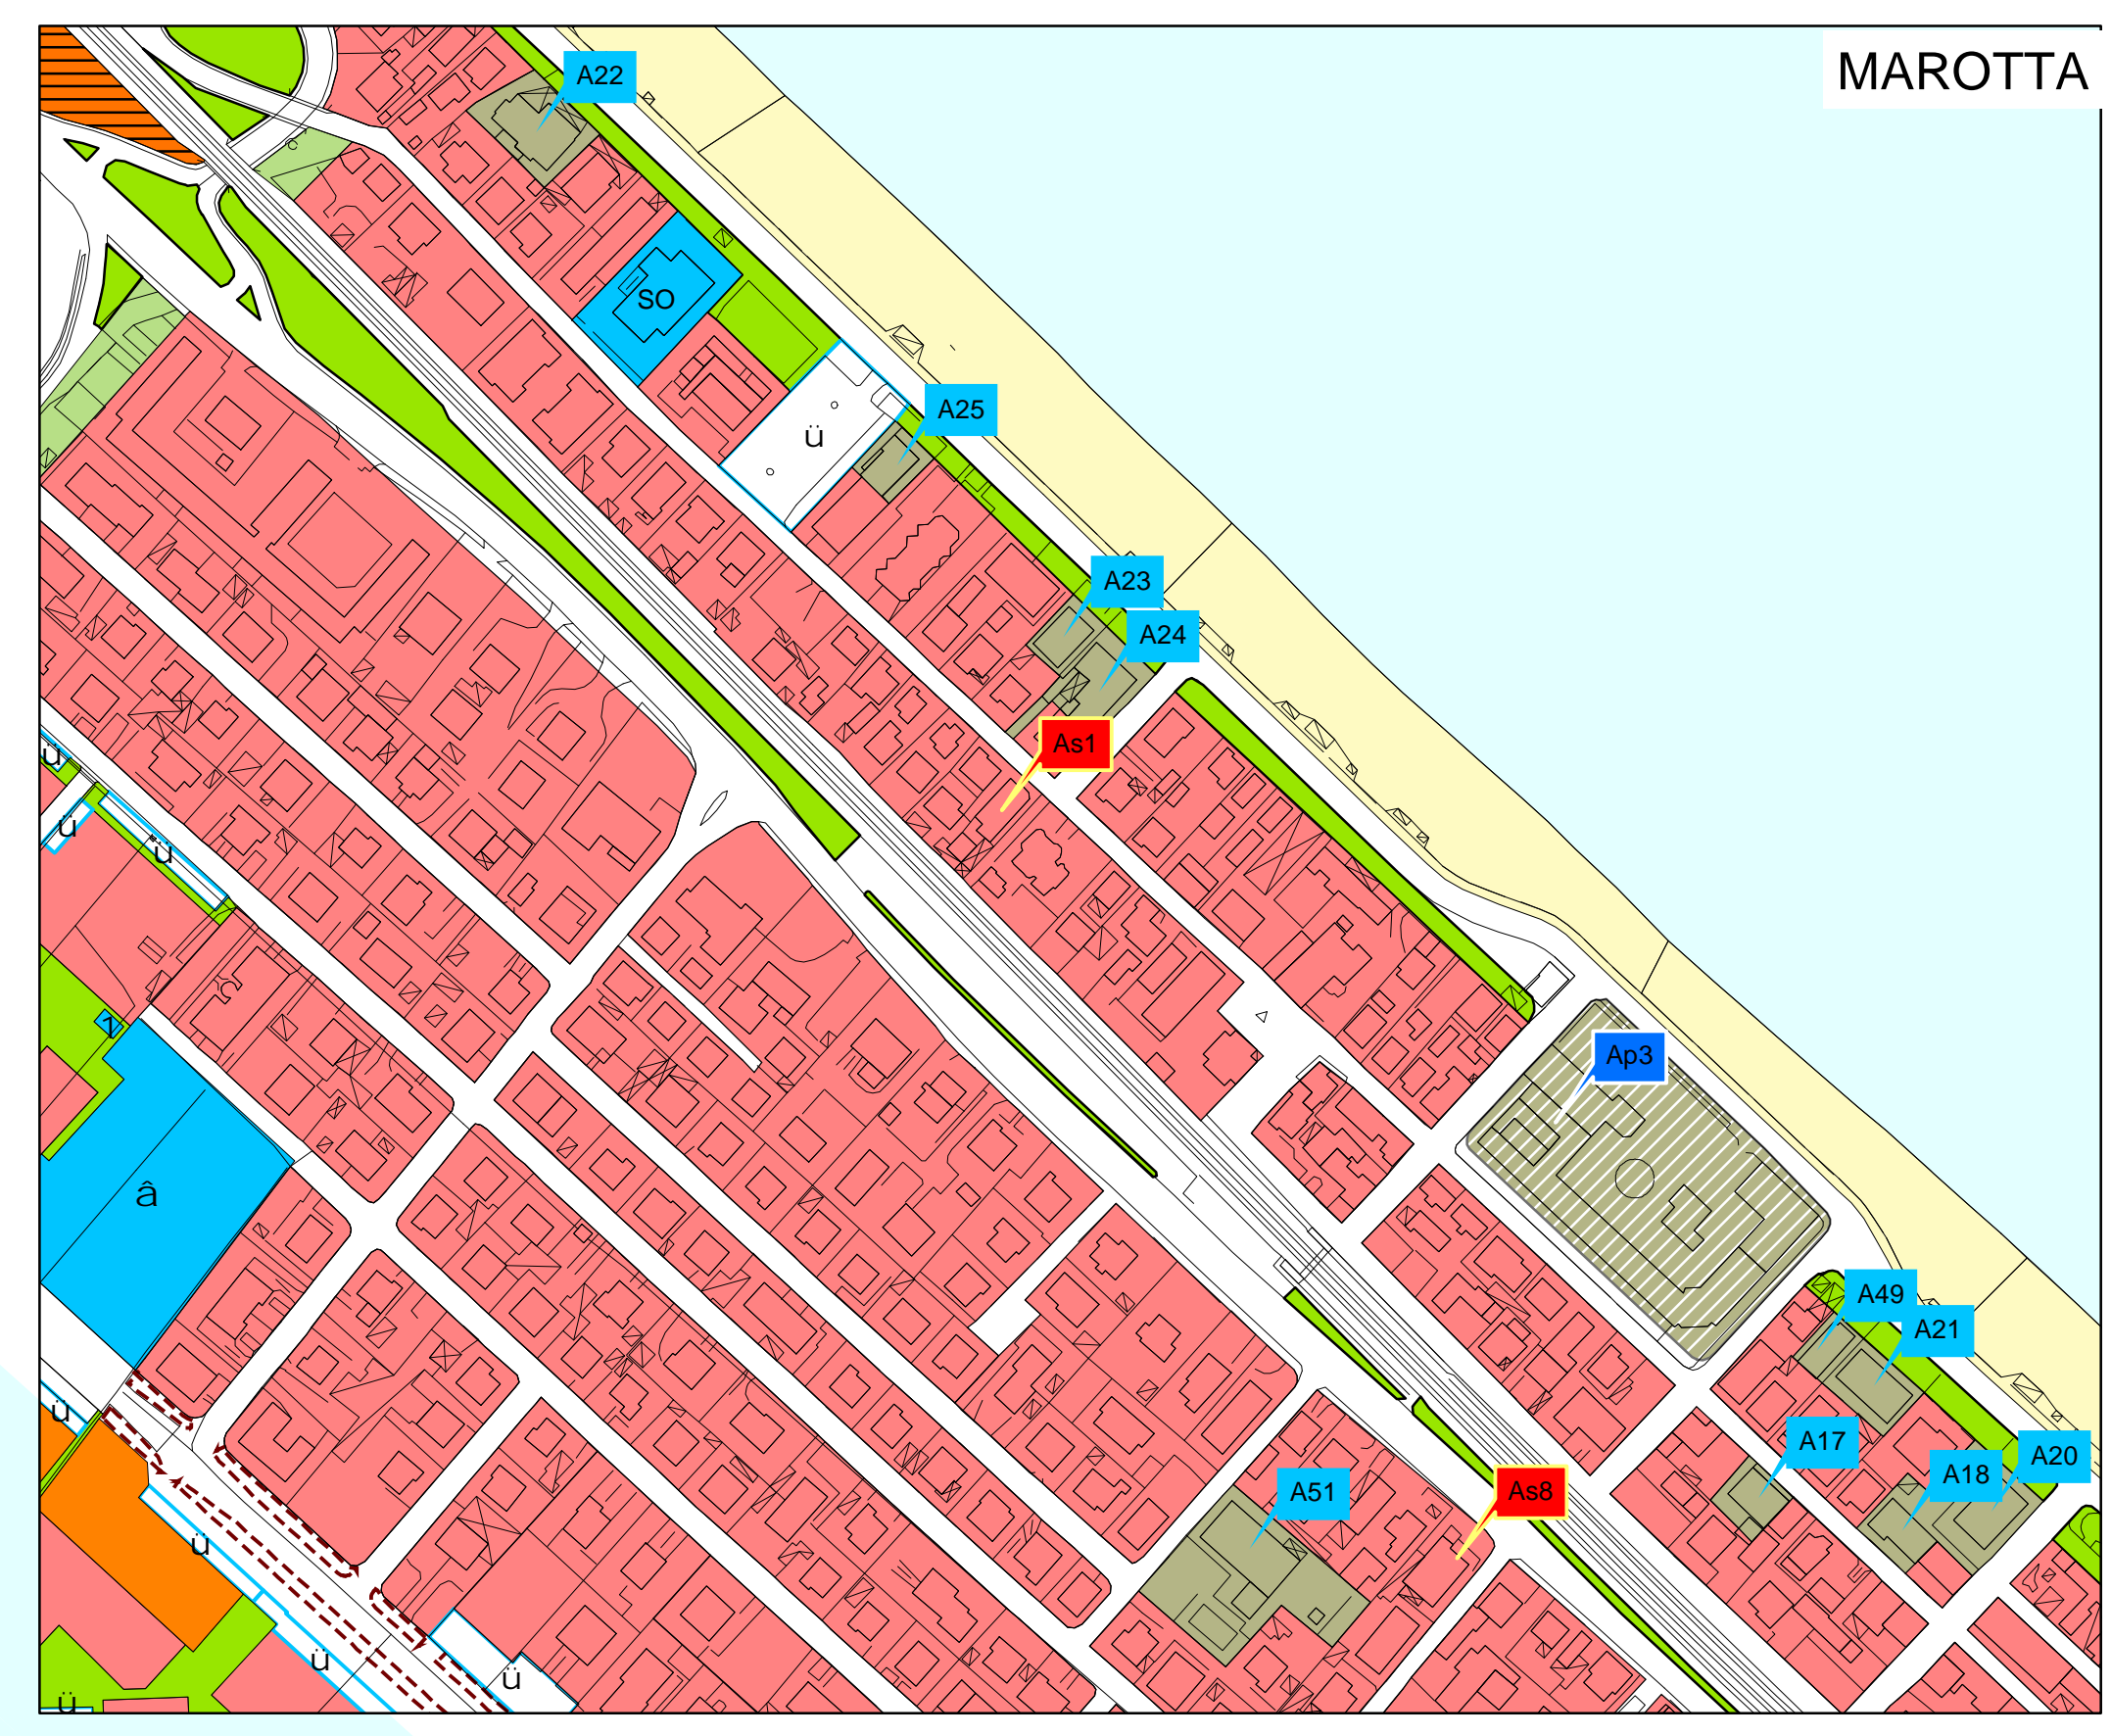 MAROTTA
A22
SO
A25
ü
A23
A24
As1
ü
ü
ü
1
Ap3
â
A49
A21
A17
A20
A18
A51
As8
ü
ü
ü
ü
ü